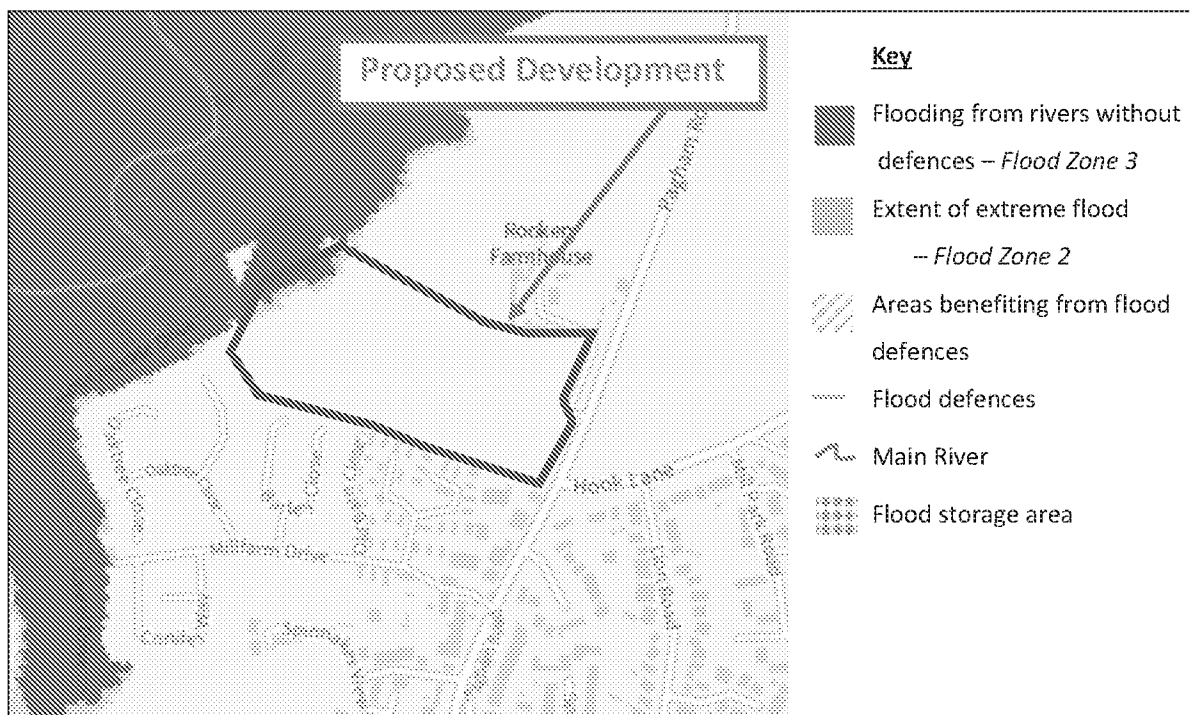 Proposed Development
Pagham
Rookery
Farmhouse
Hook Lane
Millfarm Drive
Key
Flooding from rivers without
defences – Flood Zone 3
Extent of extreme flood
– Flood Zone 2
Areas benefiting from flood
defences
Flood defences
Main River
Flood storage area